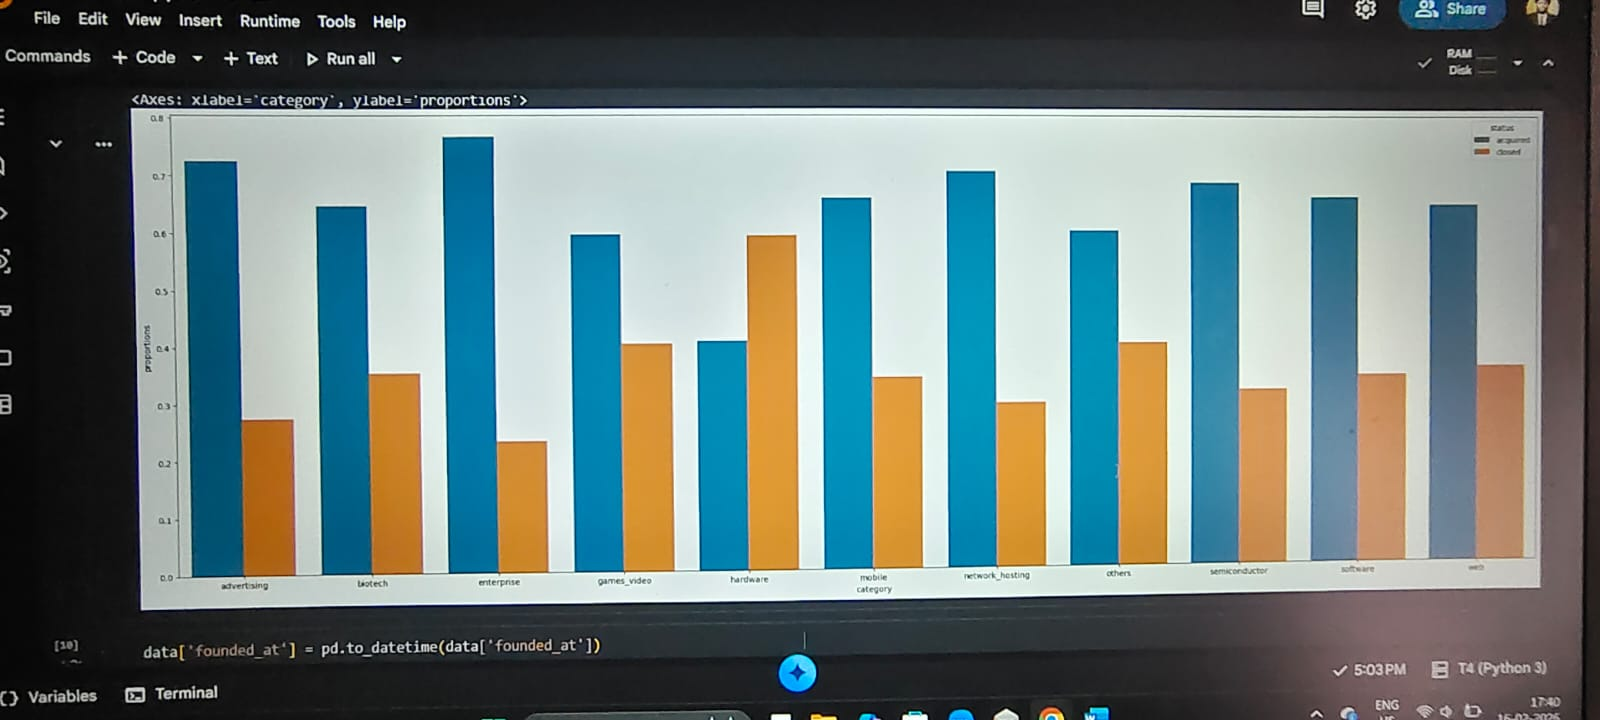 File Edit View Insert Runtime Tools Help
Share
Commands + Code + Text Run all
RAM
Disk
<Axes: xlabel='category', ylabel='proportions'>
0.8
0.7
0.6
0.5
0.4
0.3
0.2
0.1
0.0
proportions
status
acquired
closed
advertising biotech enterprise games_video hardware mobile network_hosting others semiconductor software web
category
[10]
data['founded_at'] = pd.to_datetime(data['founded_at'])
5:03 PM T4 (Python 3)
{} Variables Terminal
ENG
17:40